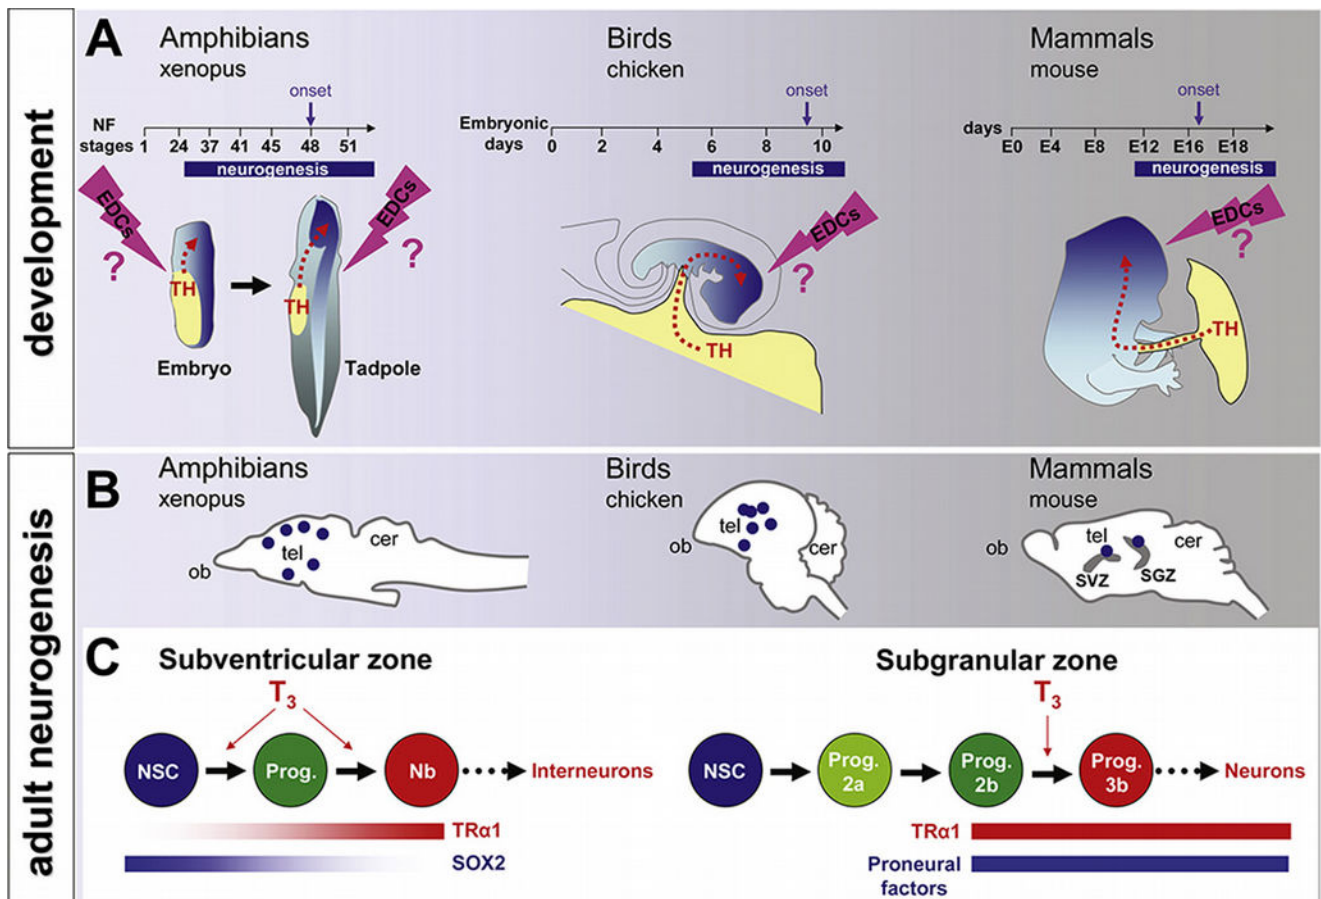 development
A
Amphibians
xenopus
onset
NF
stages
1 24 37 41 45 48 51
neurogenesis
EDCs
?
EDCs
?
TH
TH
Embryo
Tadpole
Birds
chicken
onset
Embryonic
days
0 2 4 6 8 10
neurogenesis
EDCs
?
TH
Mammals
mouse
onset
days
E0 E4 E8 E12 E16 E18
neurogenesis
EDCs
?
TH
adult neurogenesis
B
Amphibians
xenopus
ob
tel
cer
Birds
chicken
ob
tel
cer
Mammals
mouse
ob
tel
cer
SVZ
SGZ
C
Subventricular zone
T3
NSC
Prog.
Nb
Interneurons
TRα1
SOX2
Subgranular zone
T3
NSC
Prog.
2a
Prog.
2b
Prog.
3b
Neurons
TRα1
Proneural
factors